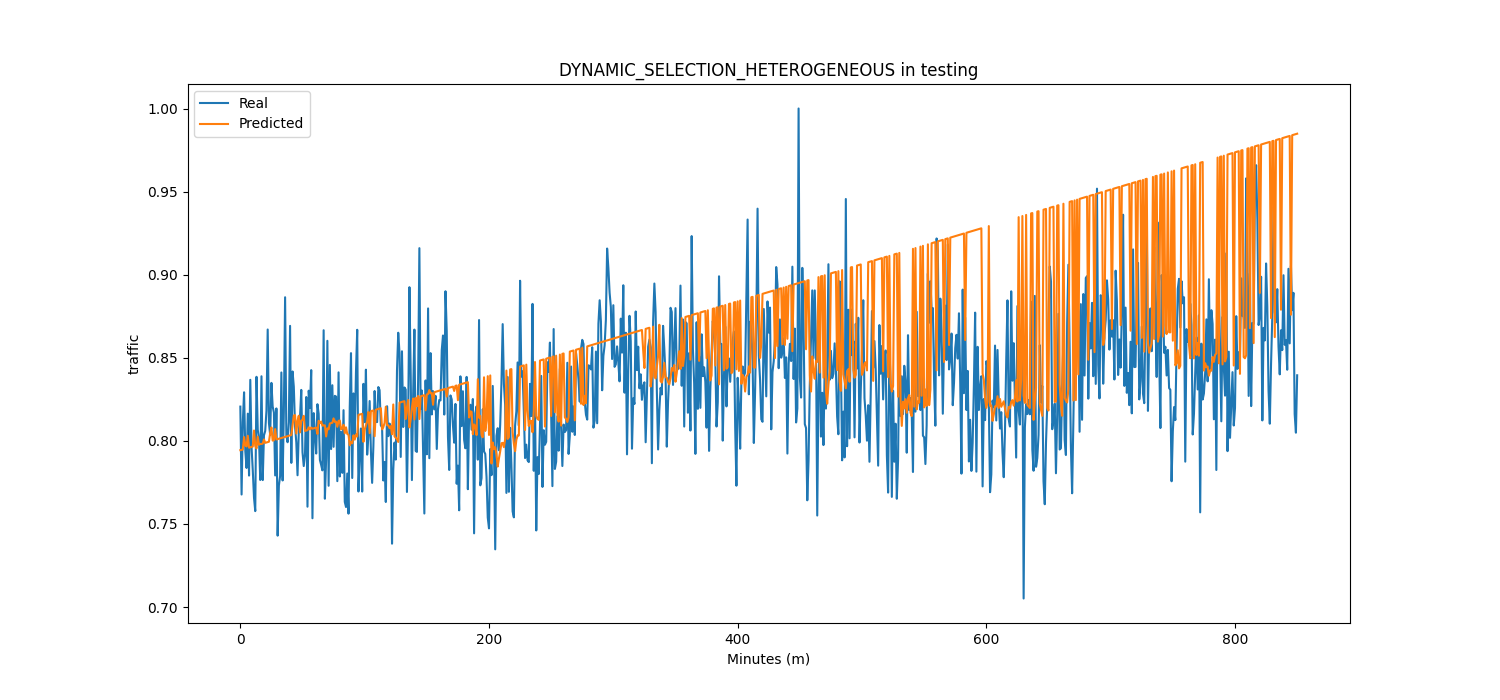 DYNAMIC_SELECTION_HETEROGENEOUS in testing
Real
Predicted
1.00
0.95
0.90
0.85
0.80
0.75
0.70
traffic
0 200 400 600 800
Minutes (m)